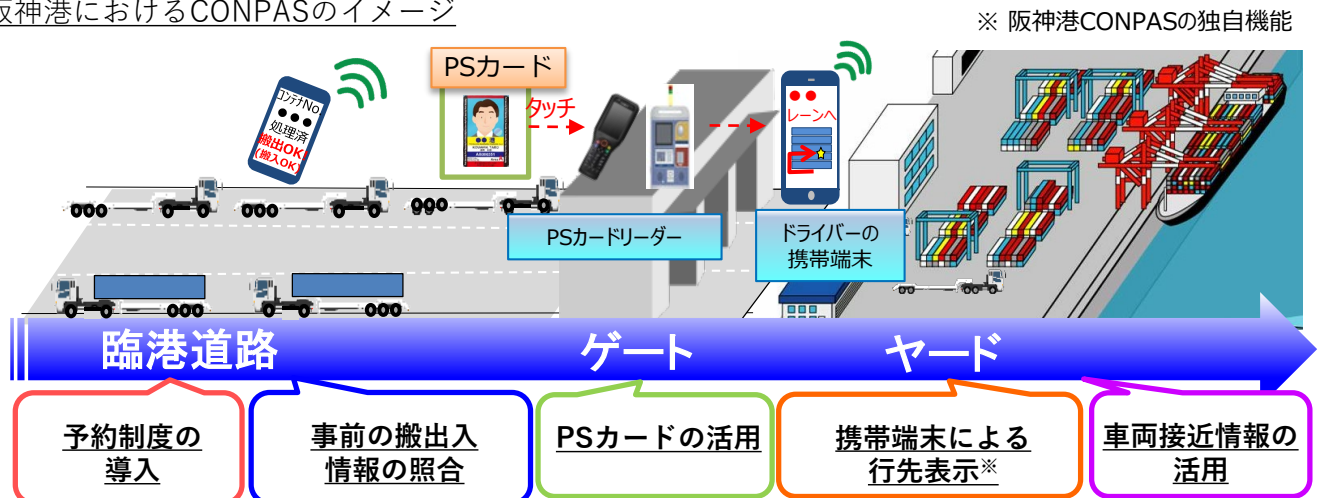 阪神港におけるCONPASのイメージ
※ 阪神港CONPASの独自機能
コンテナNo
●●●
処理済
搬出OK
(搬入OK)
PSカード
タッチ
●●
レーンへ
PSカードリーダー
ドライバーの
携帯端末
臨港道路
ゲート
ヤード
予約制度の
導入
事前の搬出入
情報の照合
PSカードの活用
携帯端末による
行先表示※
車両接近情報の
活用